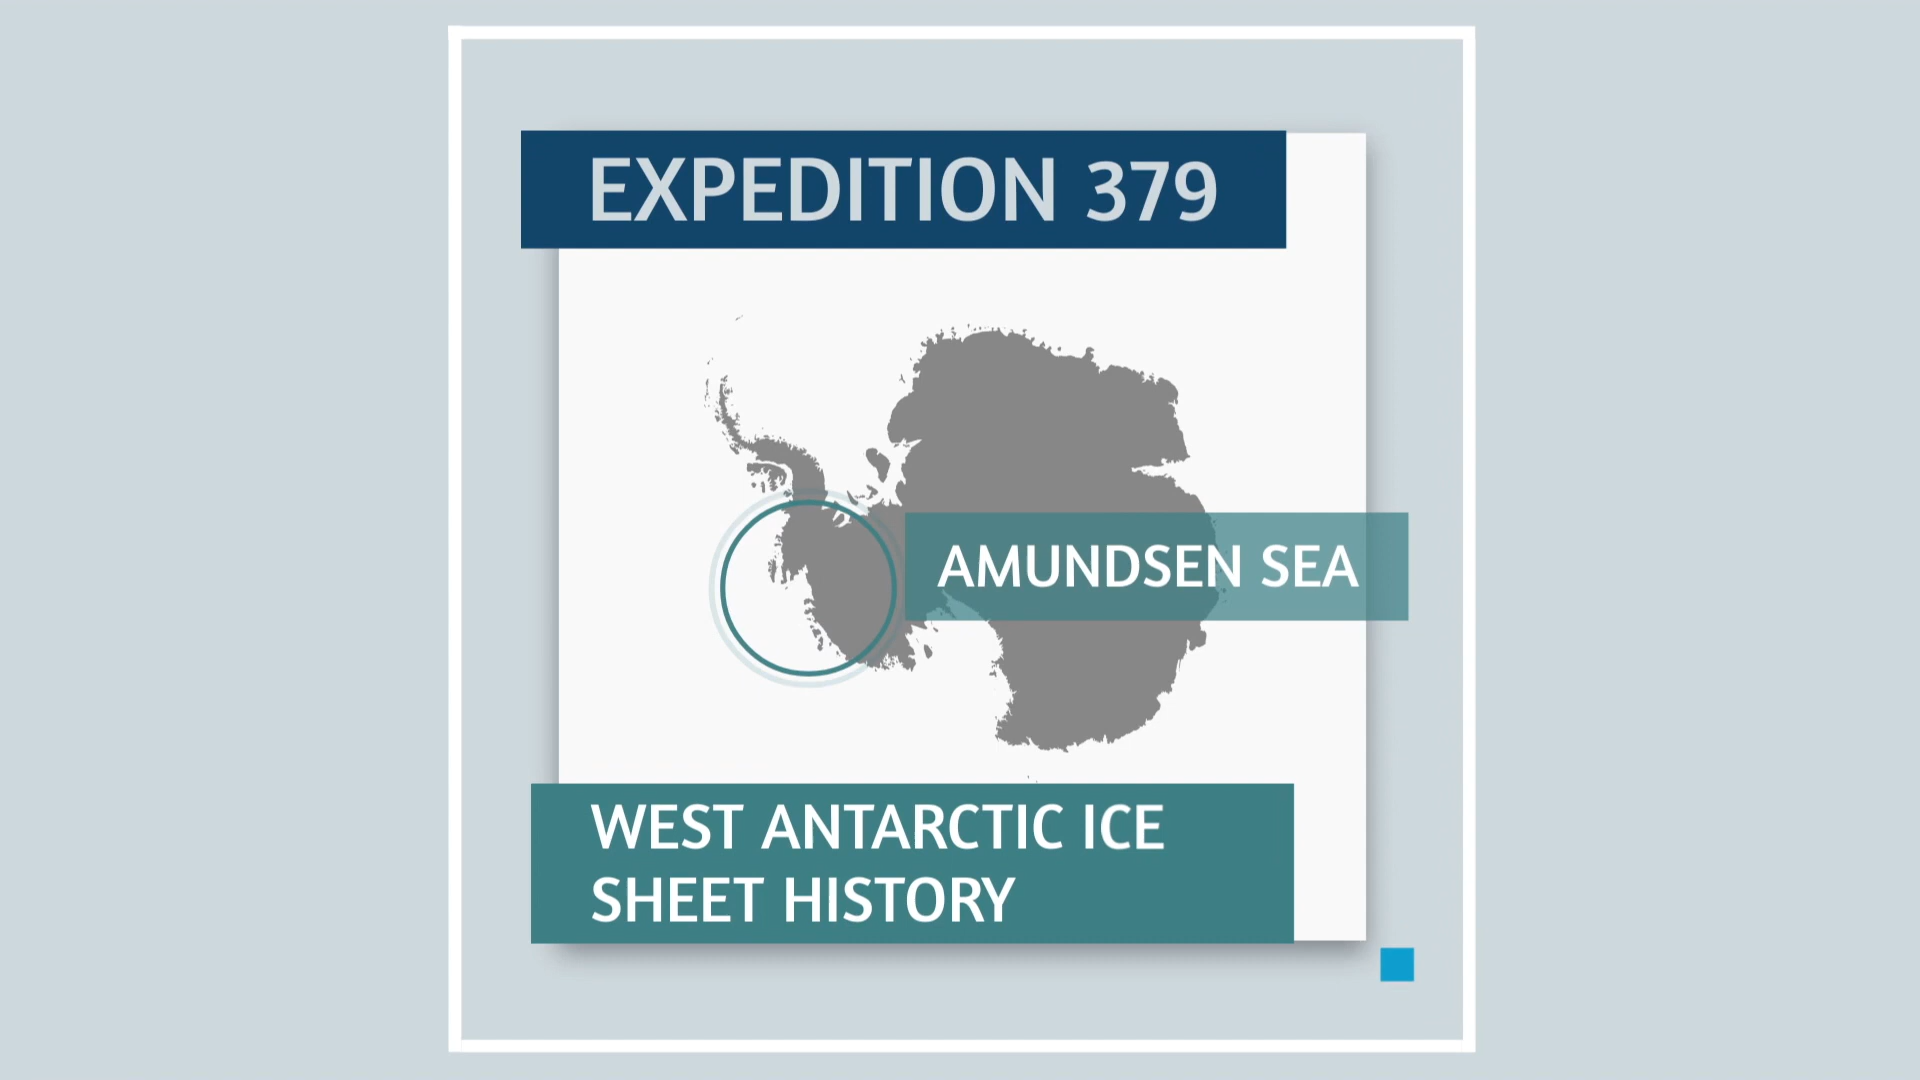 EXPEDITION 379
AMUNDSEN SEA
WEST ANTARCTIC ICE
SHEET HISTORY